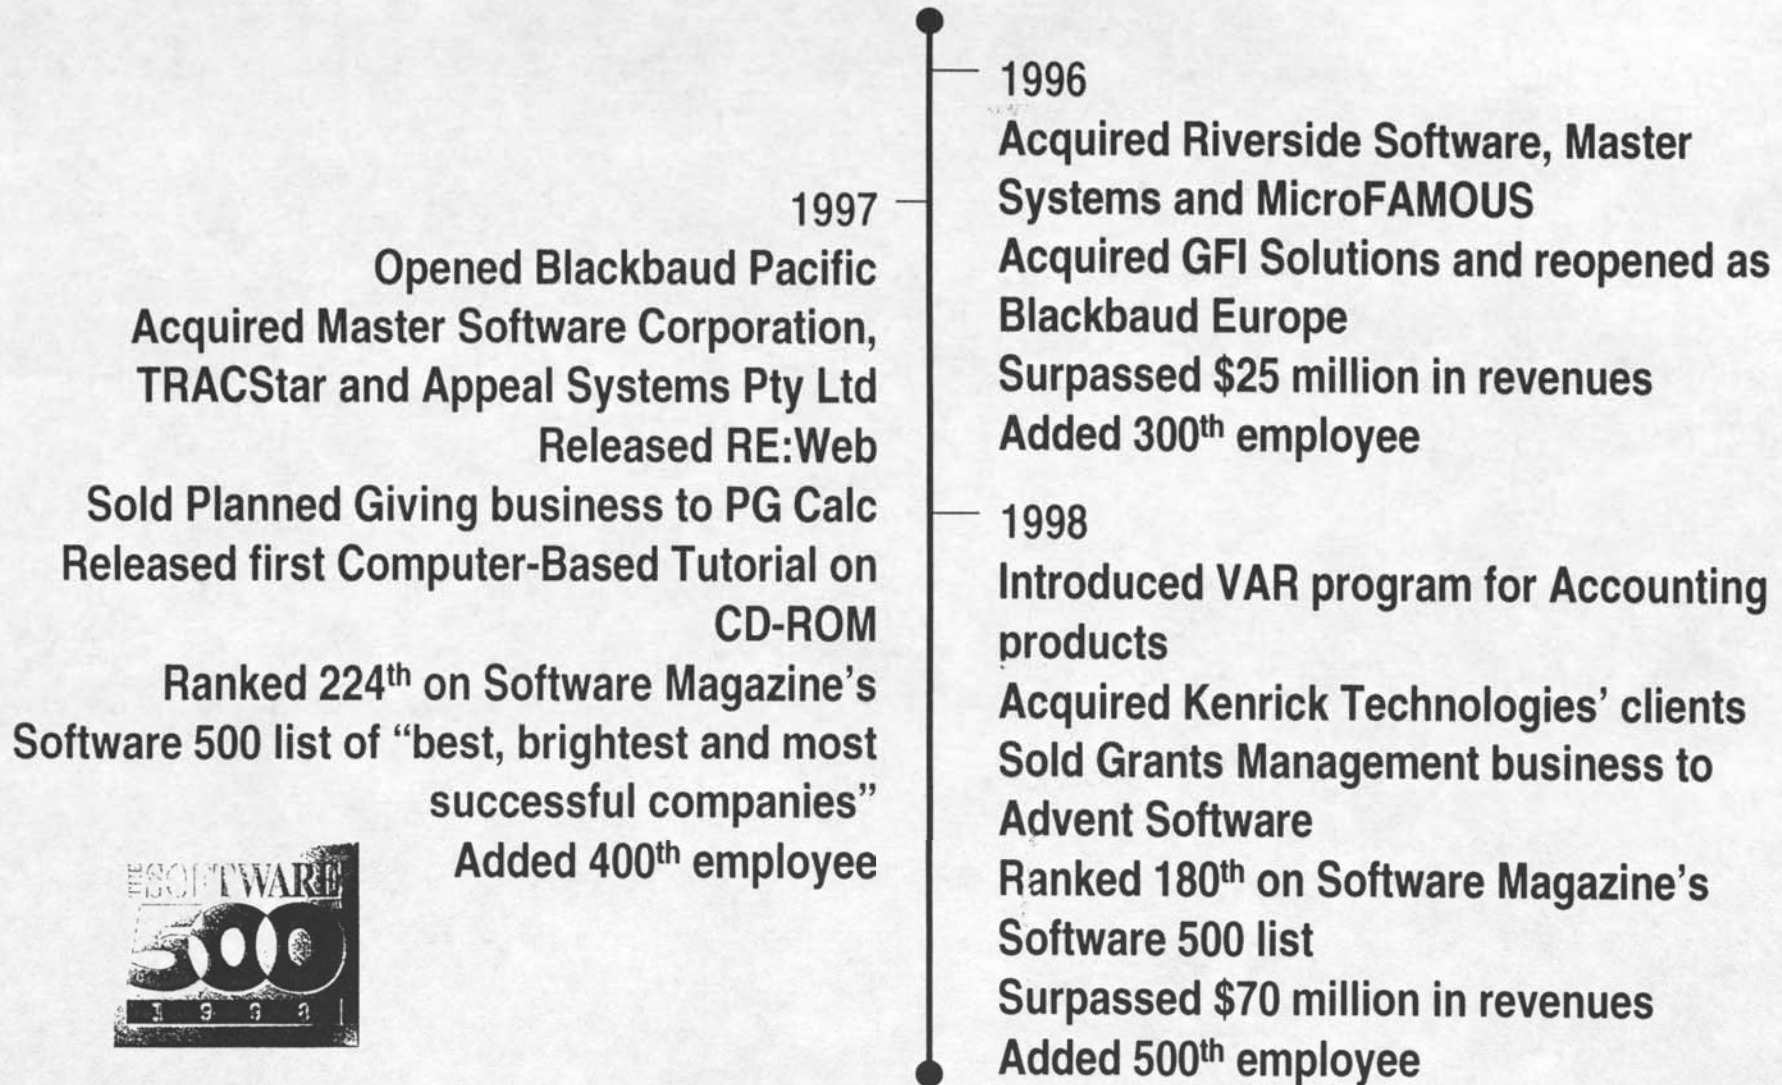 1996
Acquired Riverside Software, Master
Systems and MicroFAMOUS
Acquired GFI Solutions and reopened as
Blackbaud Europe
Surpassed $25 million in revenues
Added 300th employee
1997
Opened Blackbaud Pacific
Acquired Master Software Corporation,
TRACStar and Appeal Systems Pty Ltd
Released RE:Web
Sold Planned Giving business to PG Calc
Released first Computer-Based Tutorial on
CD-ROM
Ranked 224th on Software Magazine’s
Software 500 list of “best, brightest and most
successful companies”
Added 400th employee
THE SOFTWARE
500
1998
1998
Introduced VAR program for Accounting
products
Acquired Kenrick Technologies’ clients
Sold Grants Management business to
Advent Software
Ranked 180th on Software Magazine’s
Software 500 list
Surpassed $70 million in revenues
Added 500th employee